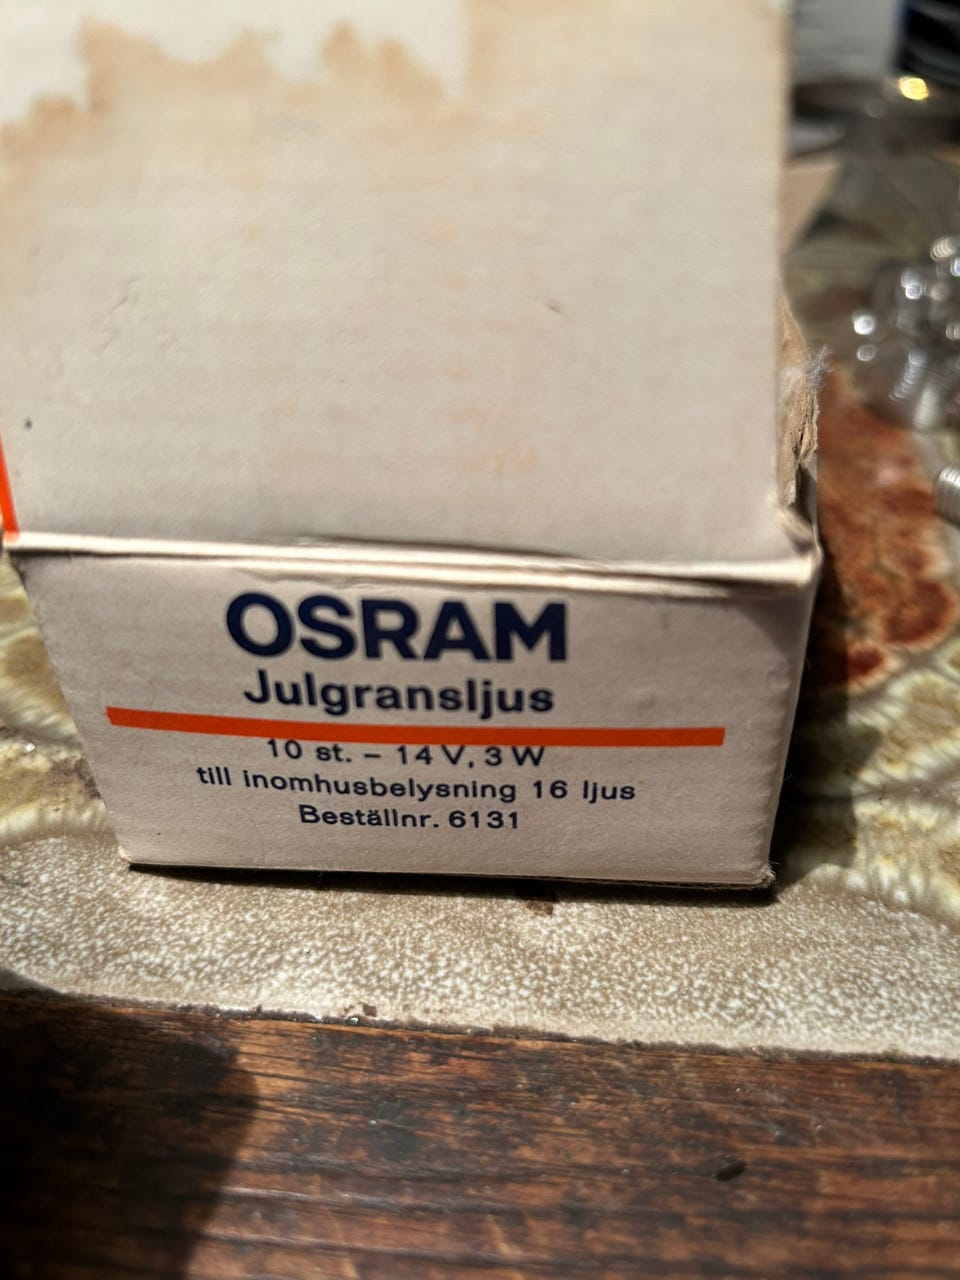 OSRAM
Julgransljus
10 st. – 14 V, 3 W
till inomhusbelysning 16 ljus
Beställnr. 6131